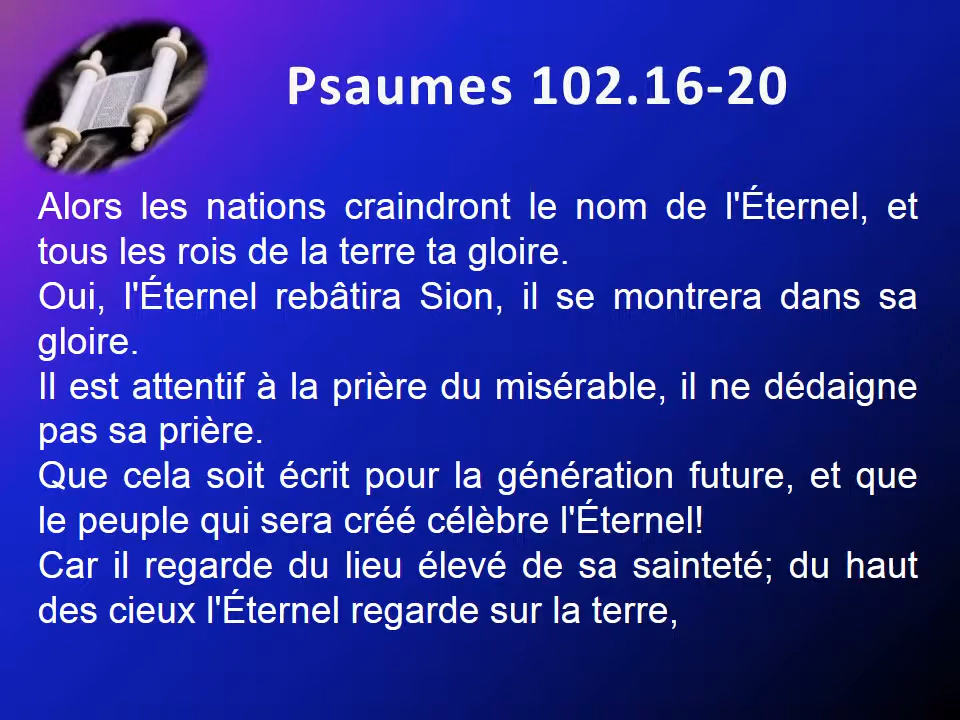 Psaumes 102.16-20
Alors les nations craindront le nom de l'Éternel, et
tous les rois de la terre ta gloire.
Oui, l'Éternel rebâtira Sion, il se montrera dans sa
gloire.
Il est attentif à la prière du misérable, il ne dédaigne
pas sa prière.
Que cela soit écrit pour la génération future, et que
le peuple qui sera créé célèbre l'Éternel!
Car il regarde du lieu élevé de sa sainteté; du haut
des cieux l'Éternel regarde sur la terre,